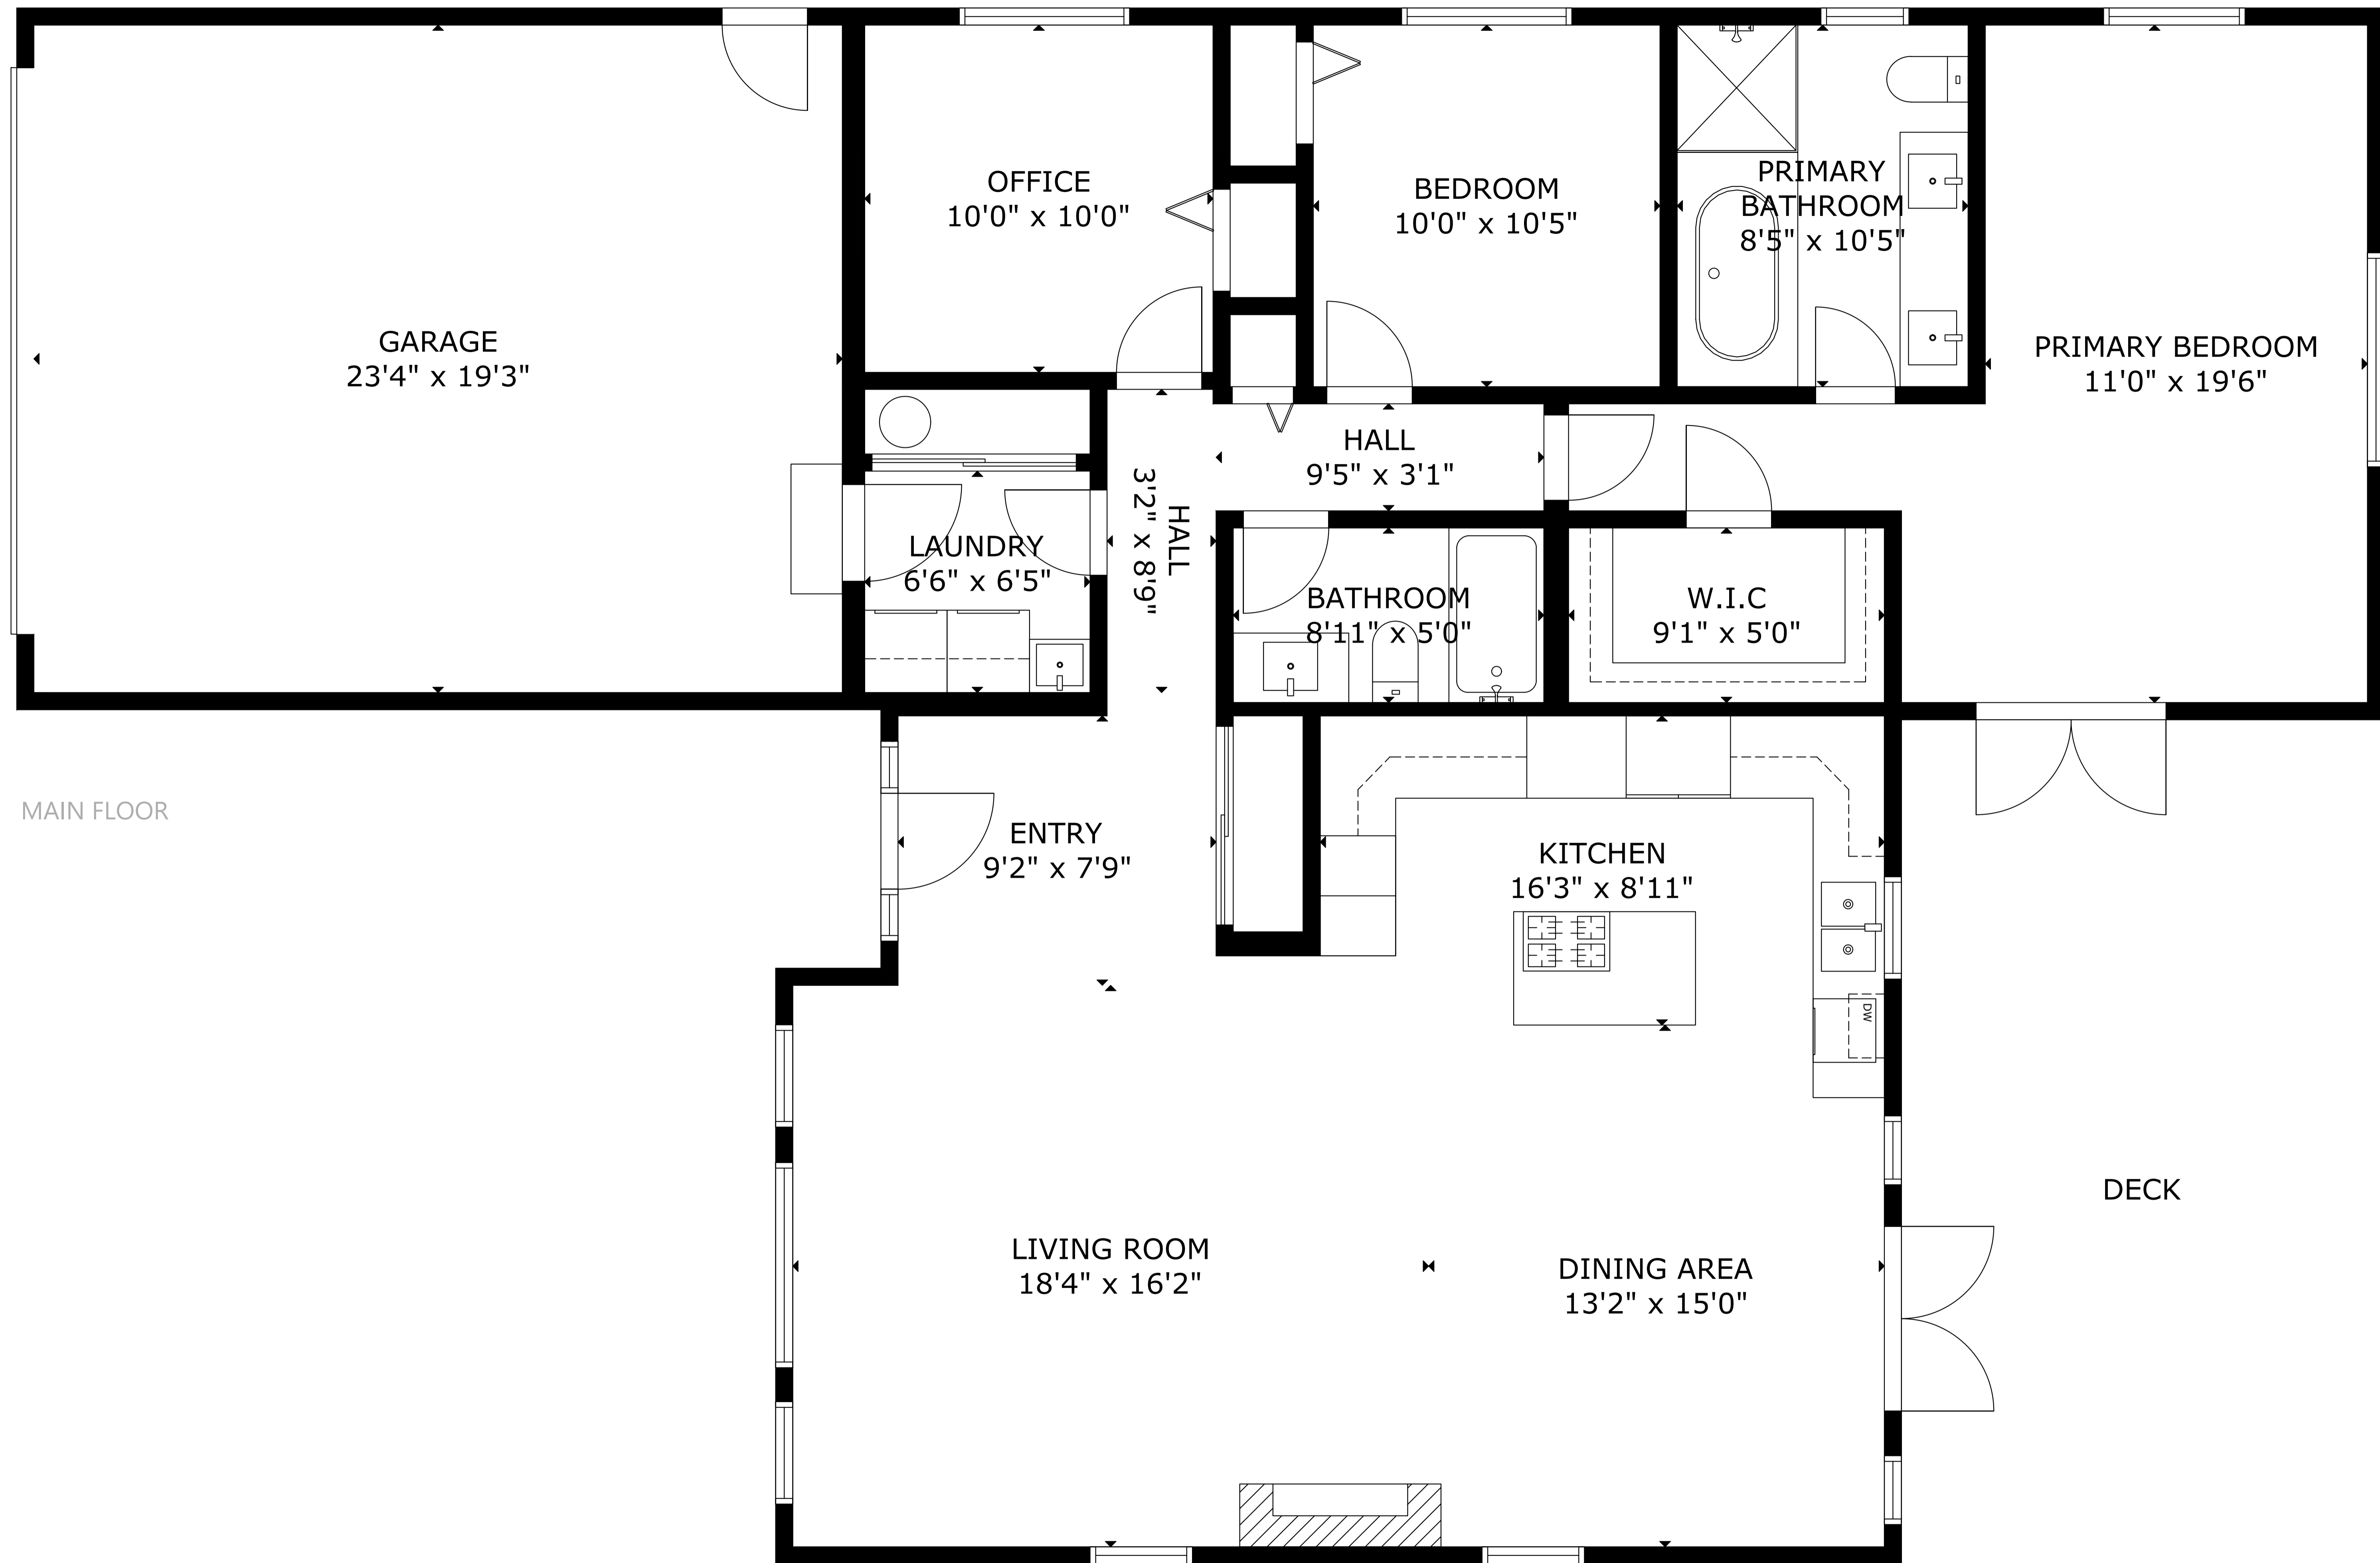 OFFICE
10'0" x 10'0"
BEDROOM
10'0" x 10'5"
PRIMARY
BATHROOM
8'5" x 10'5"
GARAGE
23'4" x 19'3"
PRIMARY BEDROOM
11'0" x 19'6"
HALL
9'5" x 3'1"
HALL
3'2" x 8'9"
LAUNDRY
6'6" x 6'5"
BATHROOM
8'11" x 5'0"
W.I.C
9'1" x 5'0"
MAIN FLOOR
ENTRY
9'2" x 7'9"
KITCHEN
16'3" x 8'11"
DW
DECK
LIVING ROOM
18'4" x 16'2"
DINING AREA
13'2" x 15'0"